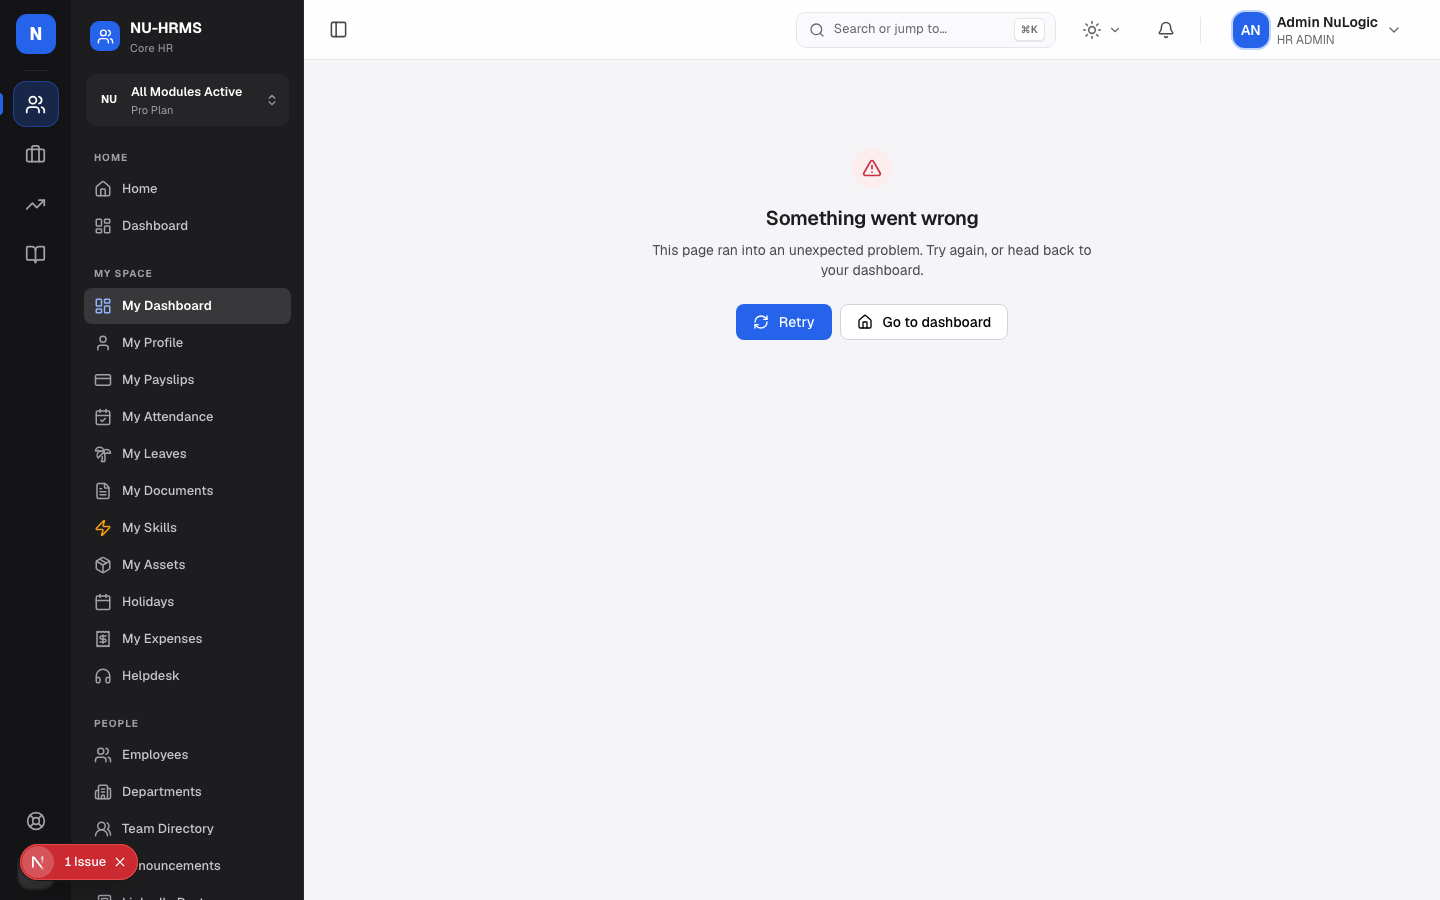 N
NU-HRMS
Core HR
NU
All Modules Active
Pro Plan
HOME
Home
Dashboard
MY SPACE
My Dashboard
My Profile
My Payslips
My Attendance
My Leaves
My Documents
My Skills
My Assets
Holidays
My Expenses
Helpdesk
PEOPLE
Employees
Departments
Team Directory
nouncements
N
1 Issue
Search or jump to...
⌘K
AN
Admin NuLogic
HR ADMIN
Something went wrong
This page ran into an unexpected problem. Try again, or head back to
your dashboard.
Retry
Go to dashboard